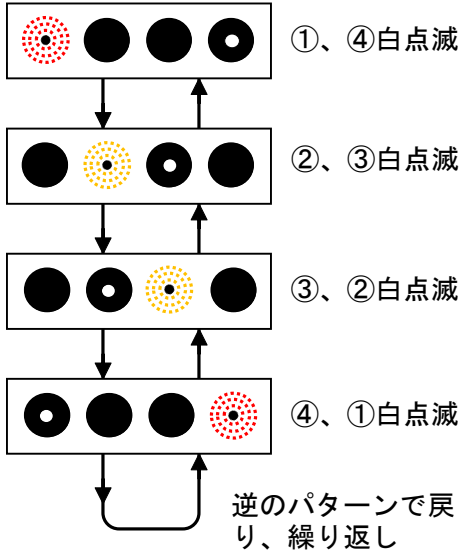 ①、④白点滅
②、③白点滅
③、②白点滅
④、①白点滅
逆のパターンで戻
り、繰り返し